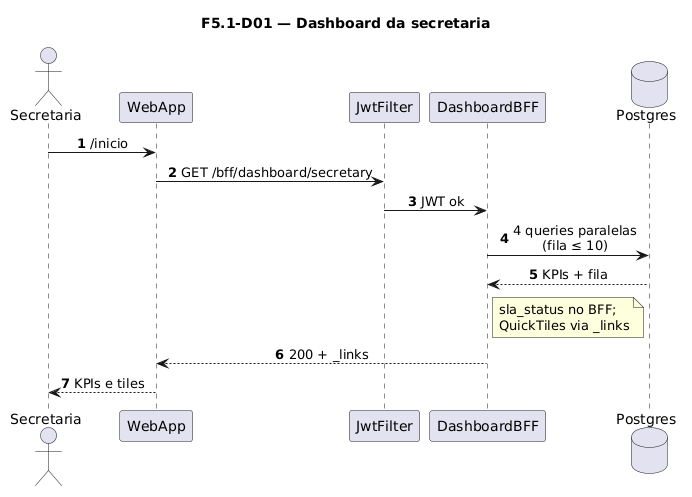 F5.1-D01 — Dashboard da secretaria
Secretaria
WebApp
JwtFilter
DashboardBFF
Postgres
1 /inicio
2 GET /bff/dashboard/secretary
3 JWT ok
4 4 queries paralelas
(fila ≤ 10)
5 KPIs + fila
sla_status no BFF;
QuickTiles via _links
6 200 + _links
7 KPIs e tiles
Secretaria
WebApp
JwtFilter
DashboardBFF
Postgres